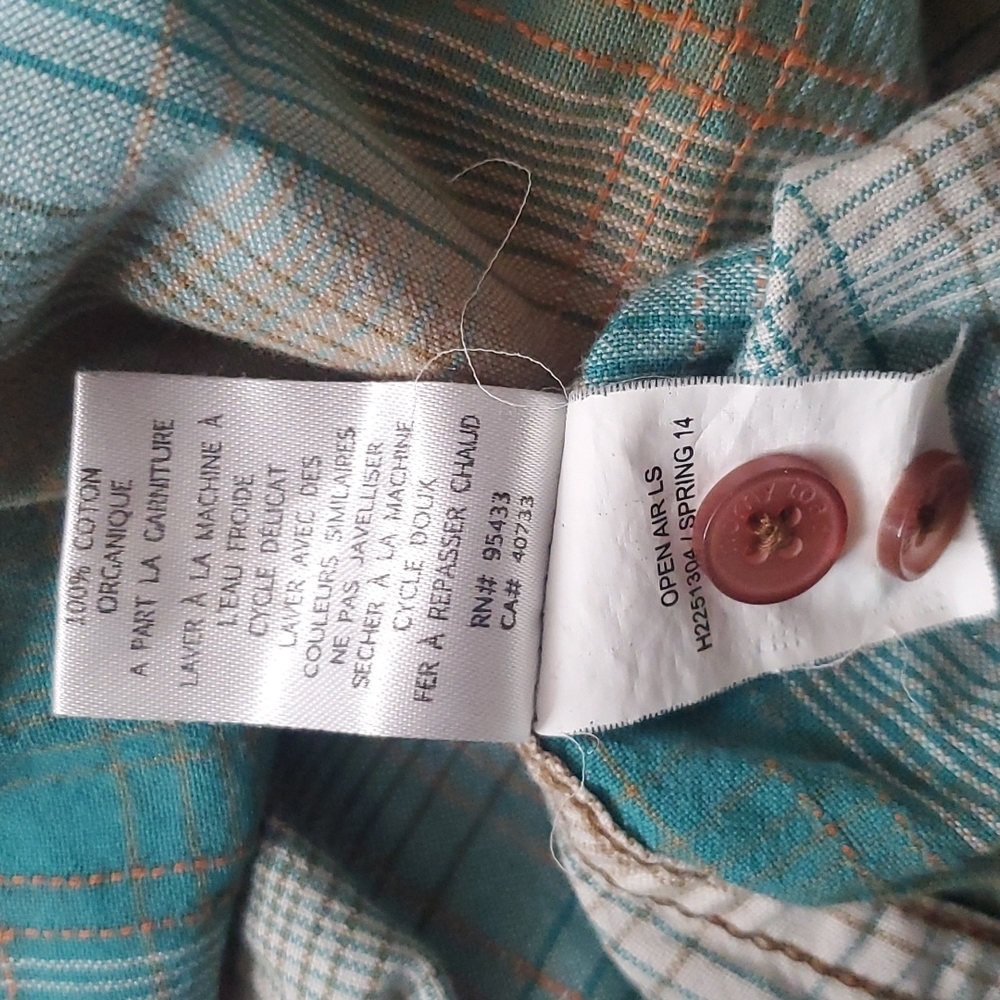 100% COTON
ORGANIQUE
A PART LA GARNITURE
LAVER À LA MACHINE À
L'EAU FROIDE
CYCLE DELICAT
LAVER AVEC DES
COULEURS SIMILAIRES
NE PAS JAVELLISER
SECHER À LA MACHINE
CYCLE DOUX
FER À REPASSER CHAUD
RN# 95433
CA# 40733
OPEN AIR LS
H2251304 / SPRING 14